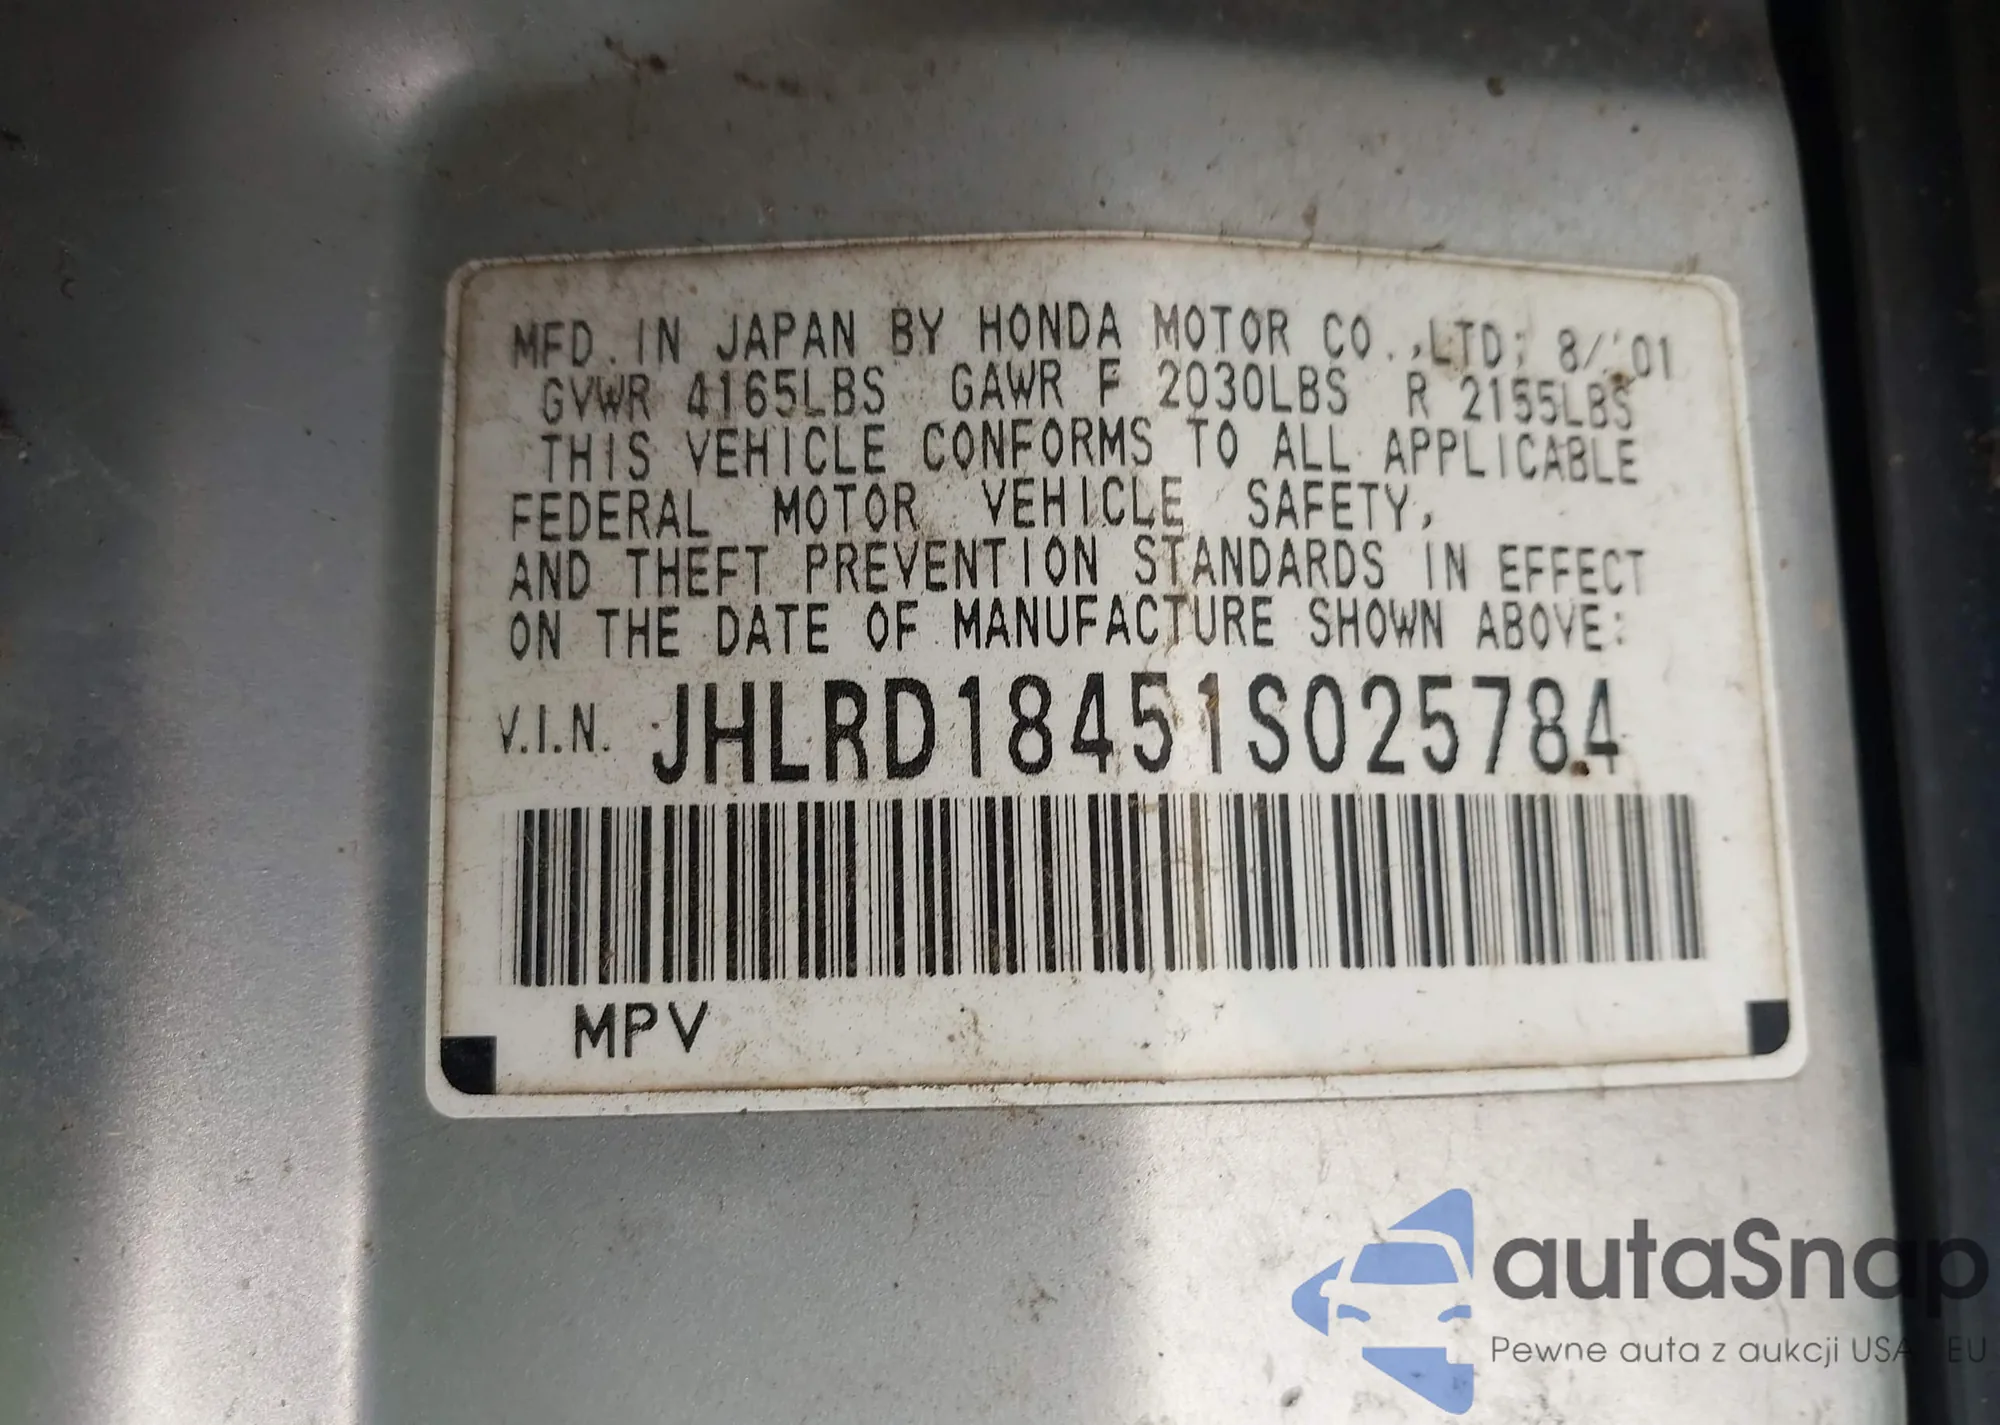 MFD. IN JAPAN BY HONDA MOTOR CO.,LTD; 8/'01
GVWR 4165LBS GAWR F 2030LBS R 2155LBS
THIS VEHICLE CONFORMS TO ALL APPLICABLE
FEDERAL MOTOR VEHICLE SAFETY,
AND THEFT PREVENTION STANDARDS IN EFFECT
ON THE DATE OF MANUFACTURE SHOWN ABOVE:
V.I.N. JHLRD18451S025784
MPV
autaSnap
Pewne auta z aukcji USA EU